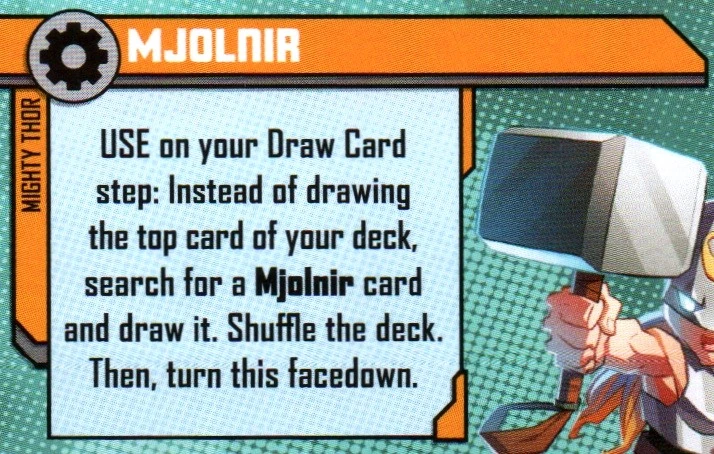 MJOLNIR
MIGHTY THOR
USE on your Draw Card
step: Instead of drawing
the top card of your deck,
search for a Mjolnir card
and draw it. Shuffle the deck.
Then, turn this facedown.